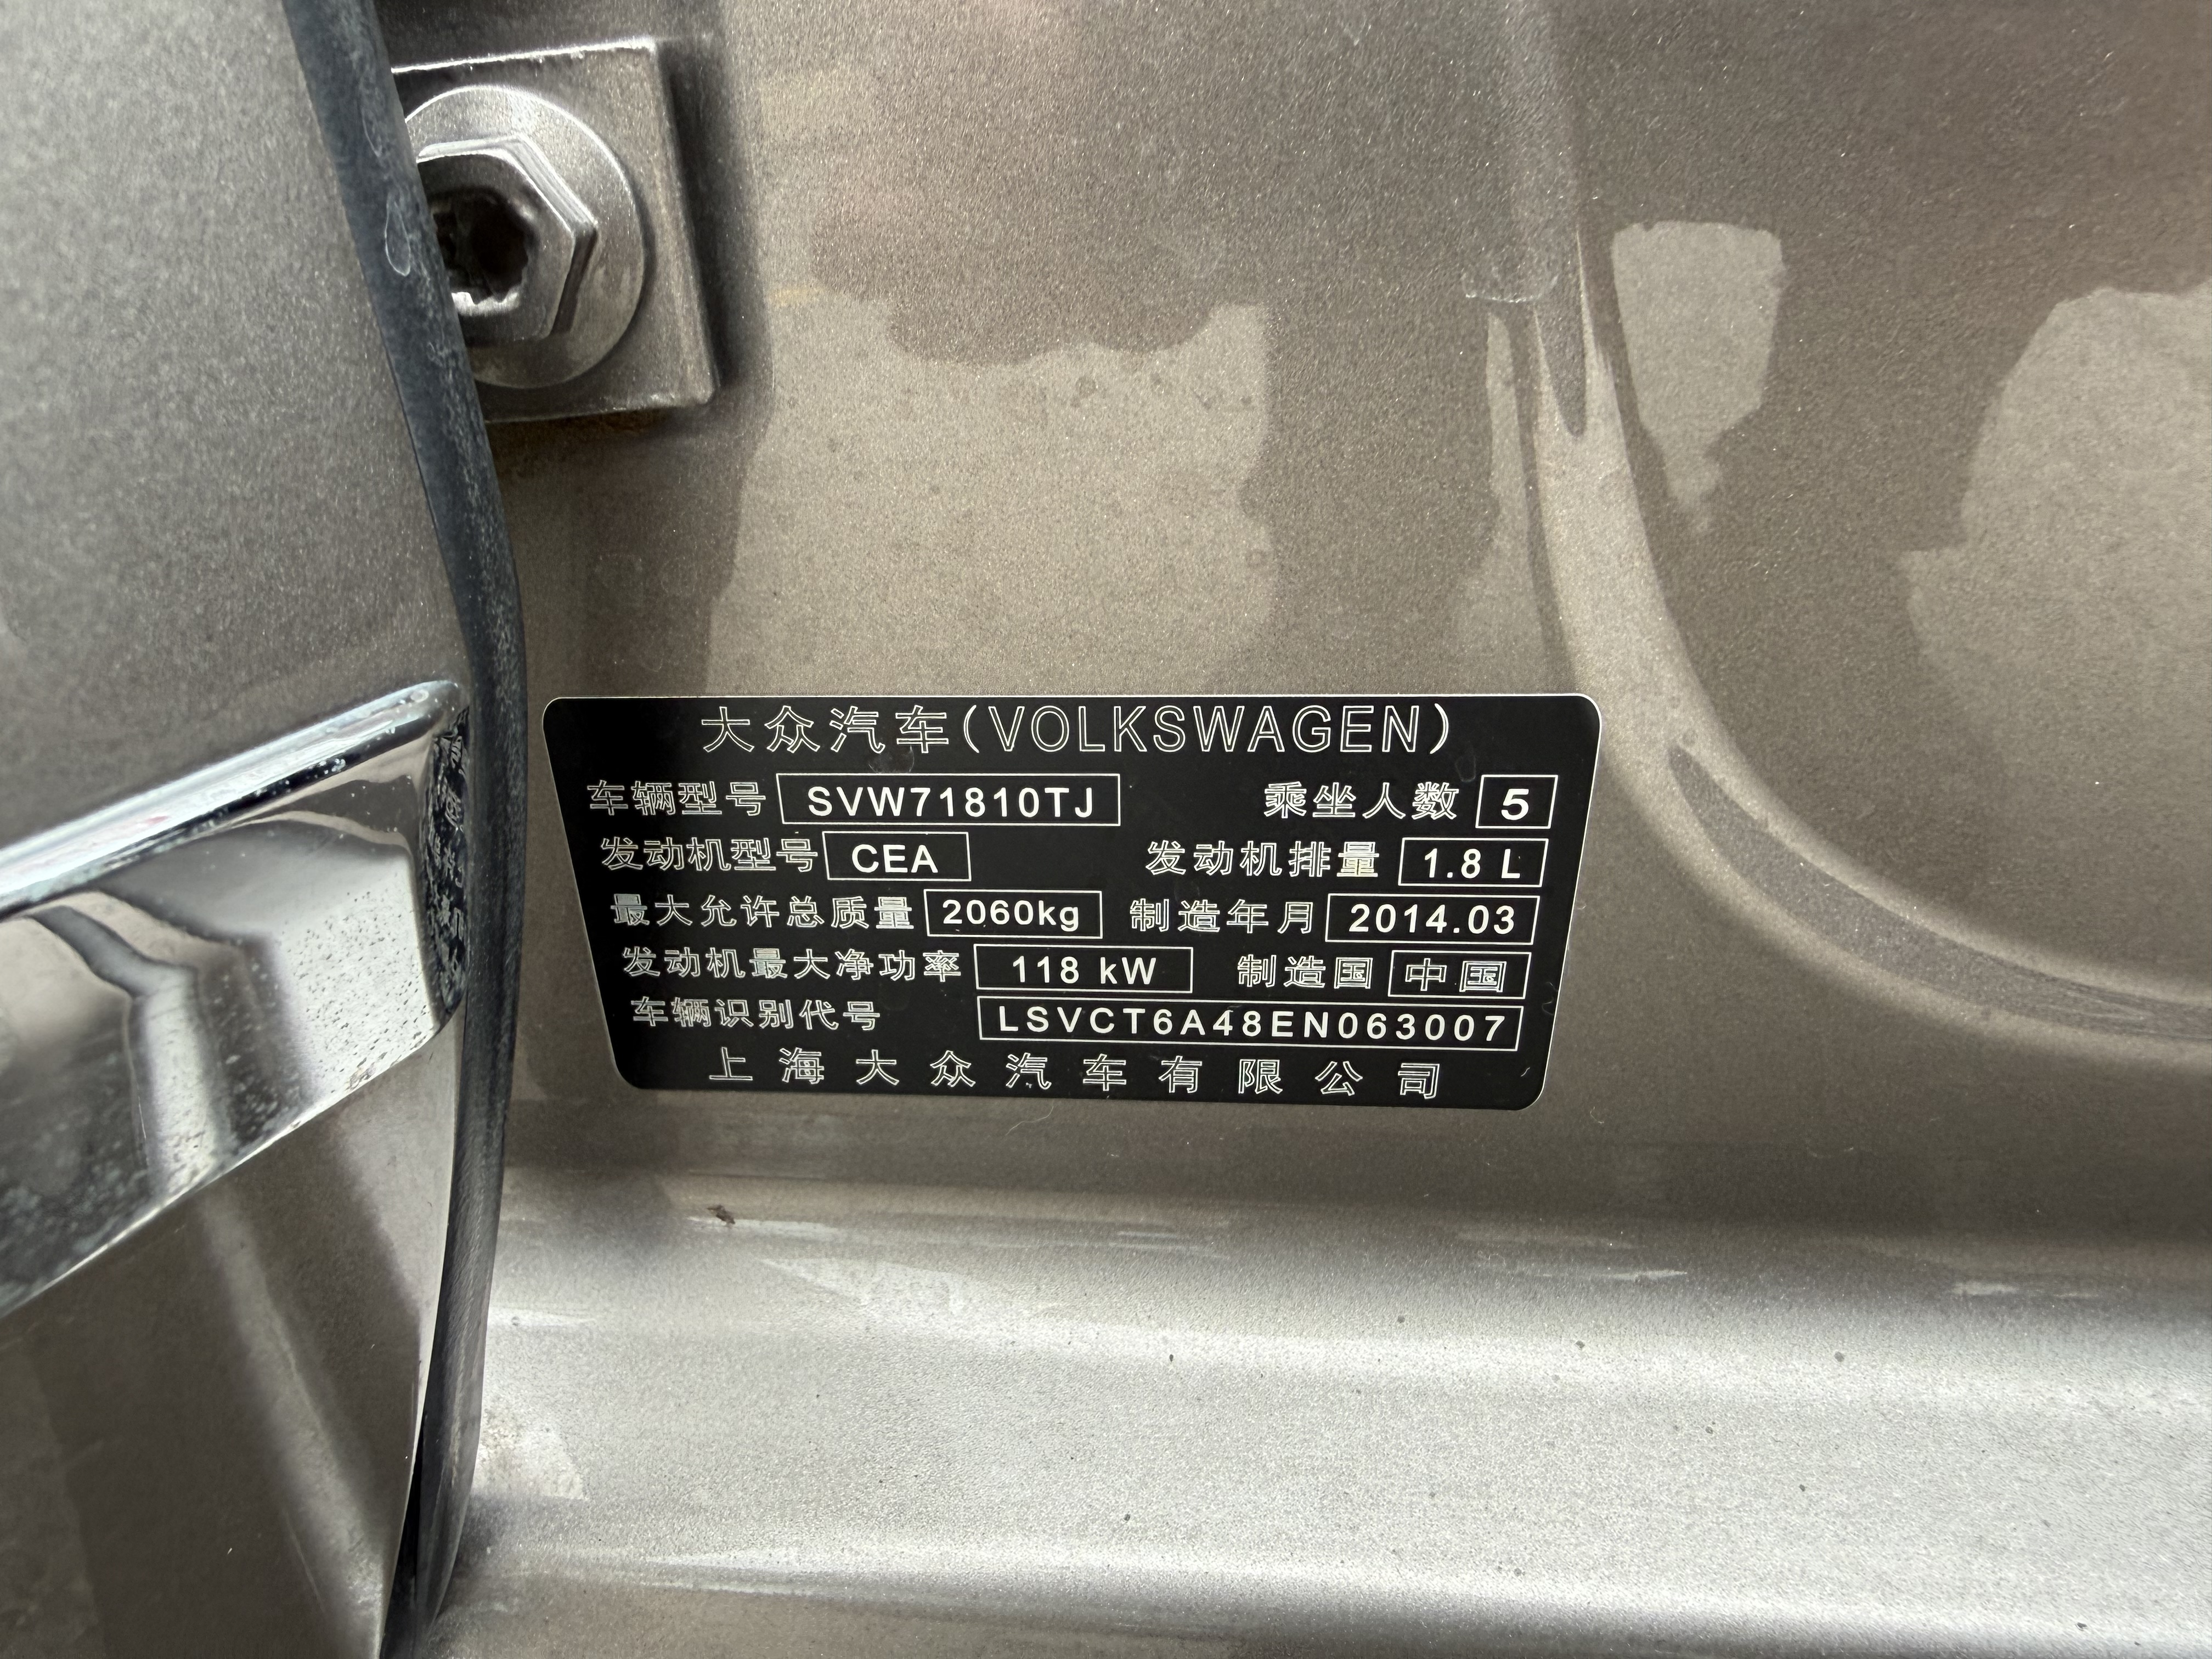 大众汽车(VOLKSWAGEN)
车辆型号 SVW71810TJ 乘坐人数 5
发动机型号 CEA 发动机排量 1.8 L
最大允许总质量 2060kg 制造年月 2014.03
发动机最大净功率 118 kW 制造国 中国
车辆识别代号 LSVCT6A48EN063007
上海大众汽车有限公司